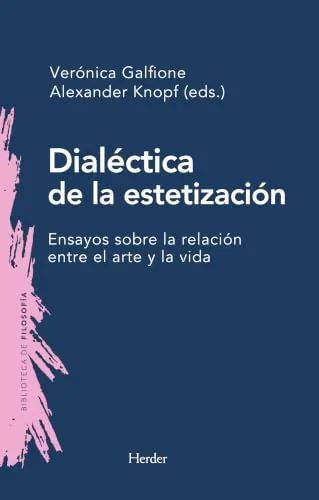 Verónica Galfione
Alexander Knopf (eds.)
Dialéctica
de la estetización
Ensayos sobre la relación
entre el arte y la vida
BIBLIOTECA DE FILOSOFÍA
Herder